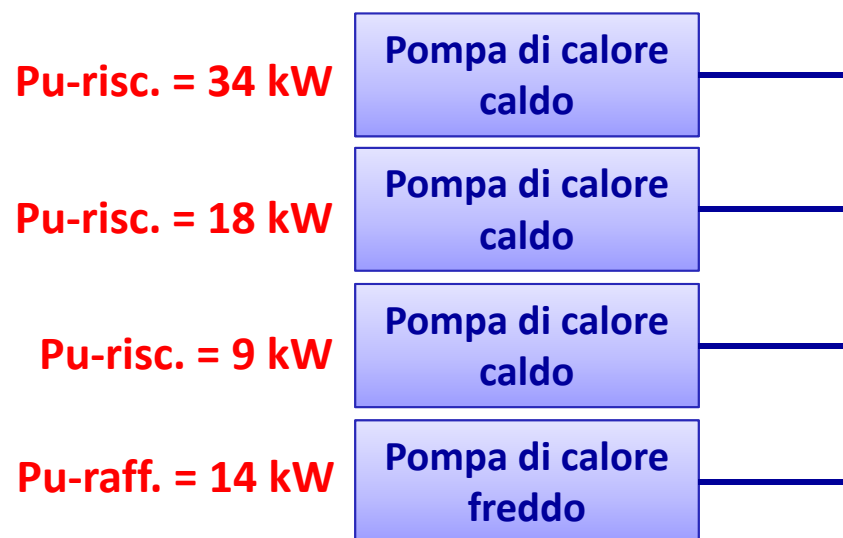 Pu-risc. = 34 kW
Pompa di calore
caldo
Pu-risc. = 18 kW
Pompa di calore
caldo
Pu-risc. = 9 kW
Pompa di calore
caldo
Pu-raff. = 14 kW
Pompa di calore
freddo